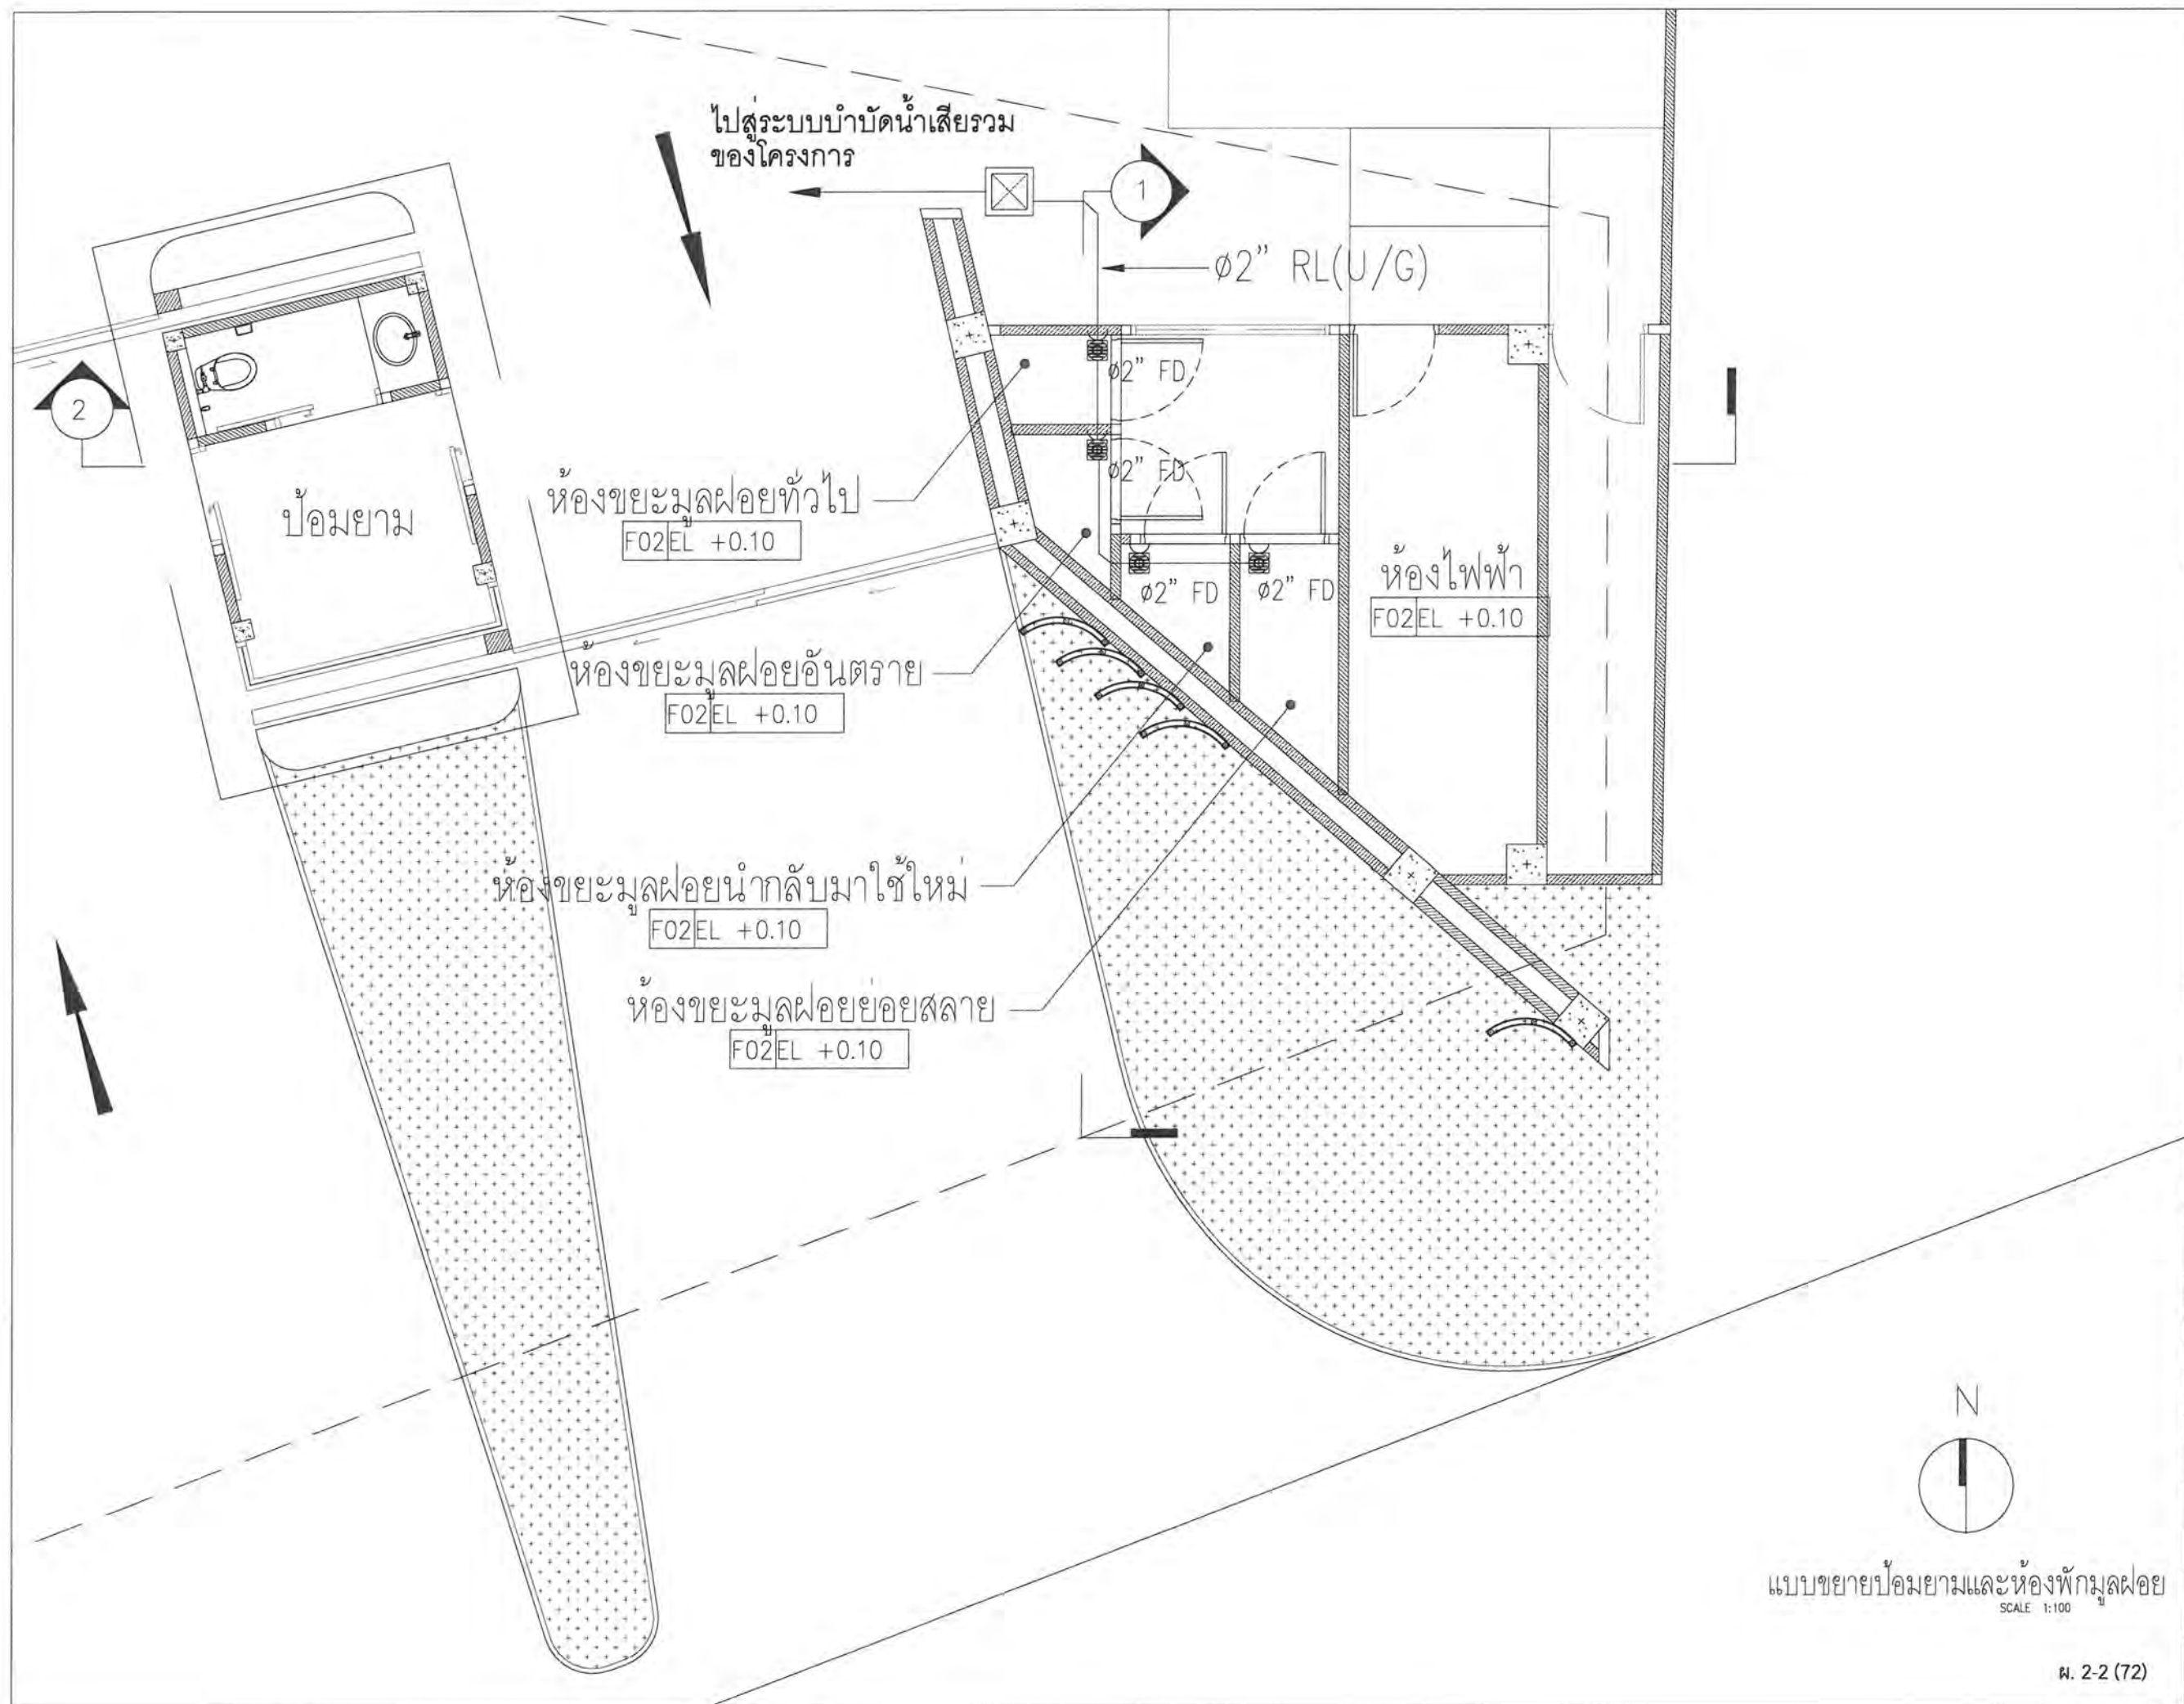 ไปสู่ระบบบำบัดน้ำเสียรวม
ของโครงการ
1
ø2" RL(U/G)
ø2" FD
2
ø2" FD
ห้องขยะมูลฝอยทั่วไป
F02 EL +0.10
ป้อมยาม
ห้องไฟฟ้า
F02 EL +0.10
ø2" FD
ø2" FD
ห้องขยะมูลฝอยอันตราย
F02 EL +0.10
ห้องขยะมูลฝอยนำกลับมาใช้ใหม่
F02 EL +0.10
ห้องขยะมูลฝอยย่อยสลาย
F02 EL +0.10
N
แบบขยายป้อมยามและห้องพักมูลฝอย
SCALE 1:100
ผ. 2-2 (72)